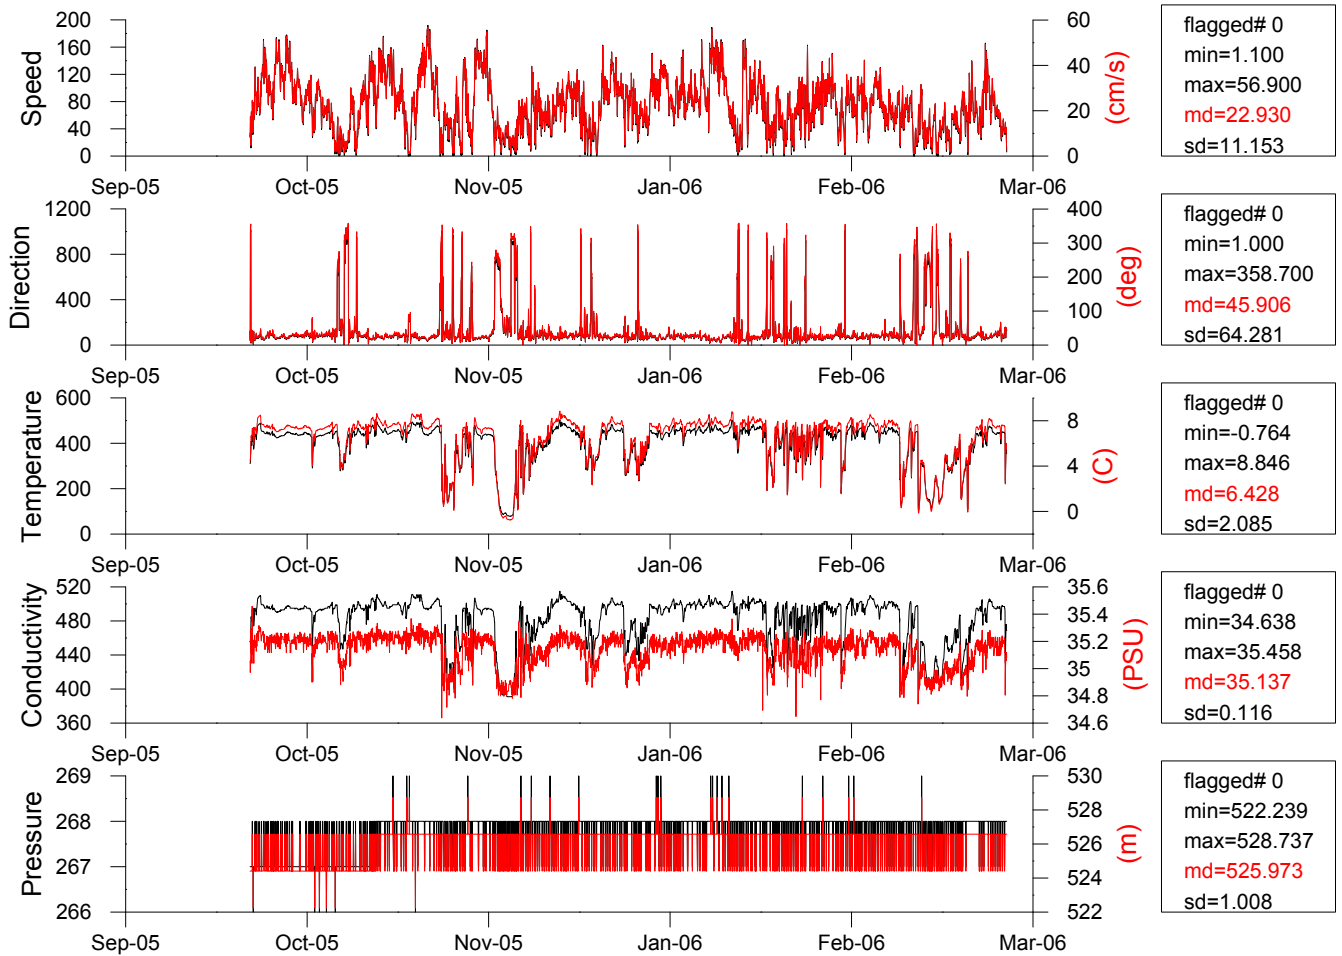 200
160
120
80
40
0
Speed
60
40
20
0
(cm/s)
Sep-05 Oct-05 Nov-05 Jan-06 Feb-06 Mar-06
flagged# 0
min=1.100
max=56.900
md=22.930
sd=11.153
1200
800
400
0
Direction
400
300
200
100
0
(deg)
Sep-05 Oct-05 Nov-05 Jan-06 Feb-06 Mar-06
flagged# 0
min=1.000
max=358.700
md=45.906
sd=64.281
600
400
200
0
Temperature
8
4
0
(C)
Sep-05 Oct-05 Nov-05 Jan-06 Feb-06 Mar-06
flagged# 0
min=-0.764
max=8.846
md=6.428
sd=2.085
520
480
440
400
360
Conductivity
35.6
35.4
35.2
35
34.8
34.6
(PSU)
Sep-05 Oct-05 Nov-05 Jan-06 Feb-06 Mar-06
flagged# 0
min=34.638
max=35.458
md=35.137
sd=0.116
269
268
267
266
Pressure
530
528
526
524
522
(m)
Sep-05 Oct-05 Nov-05 Jan-06 Feb-06 Mar-06
flagged# 0
min=522.239
max=528.737
md=525.973
sd=1.008